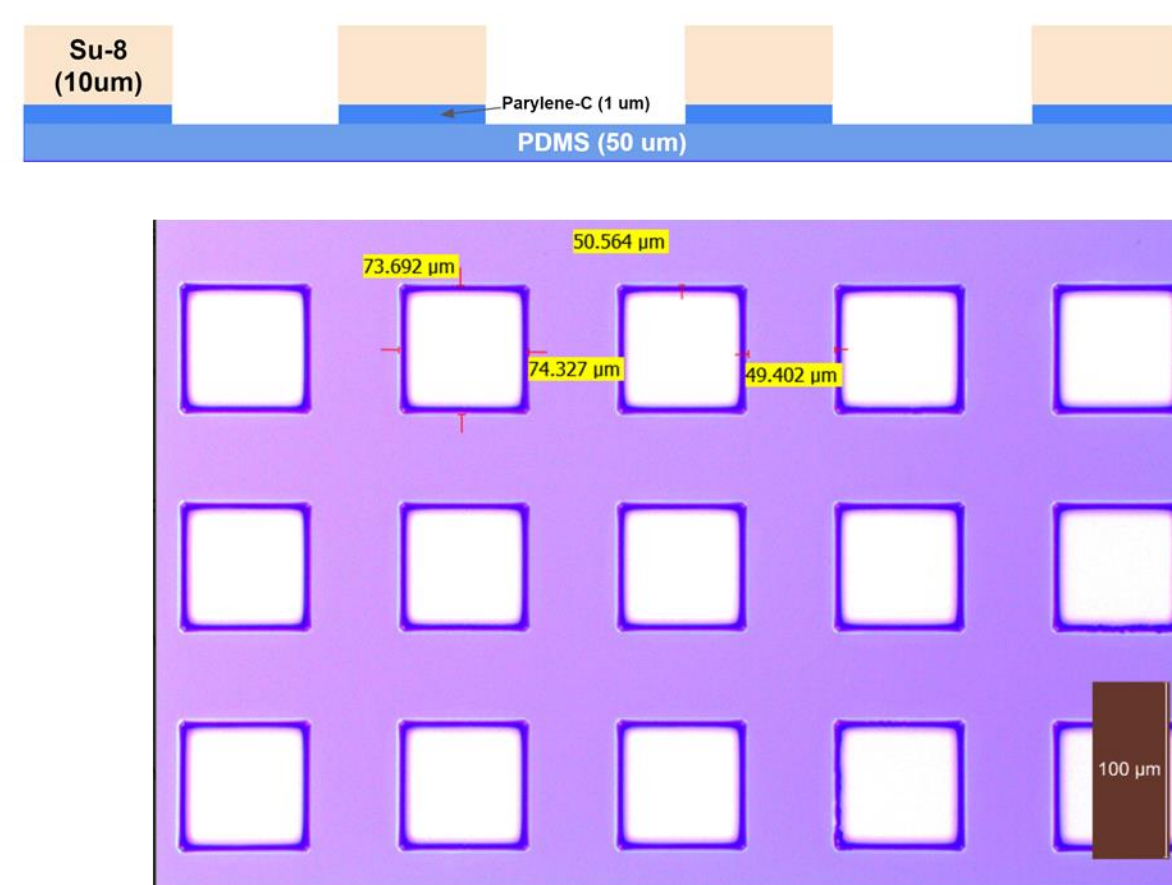 Su-8
(10um)
Parylene-C (1 um)
PDMS (50 um)
50.564 µm
73.692 µm
74.327 µm
49.402 µm
100 µm